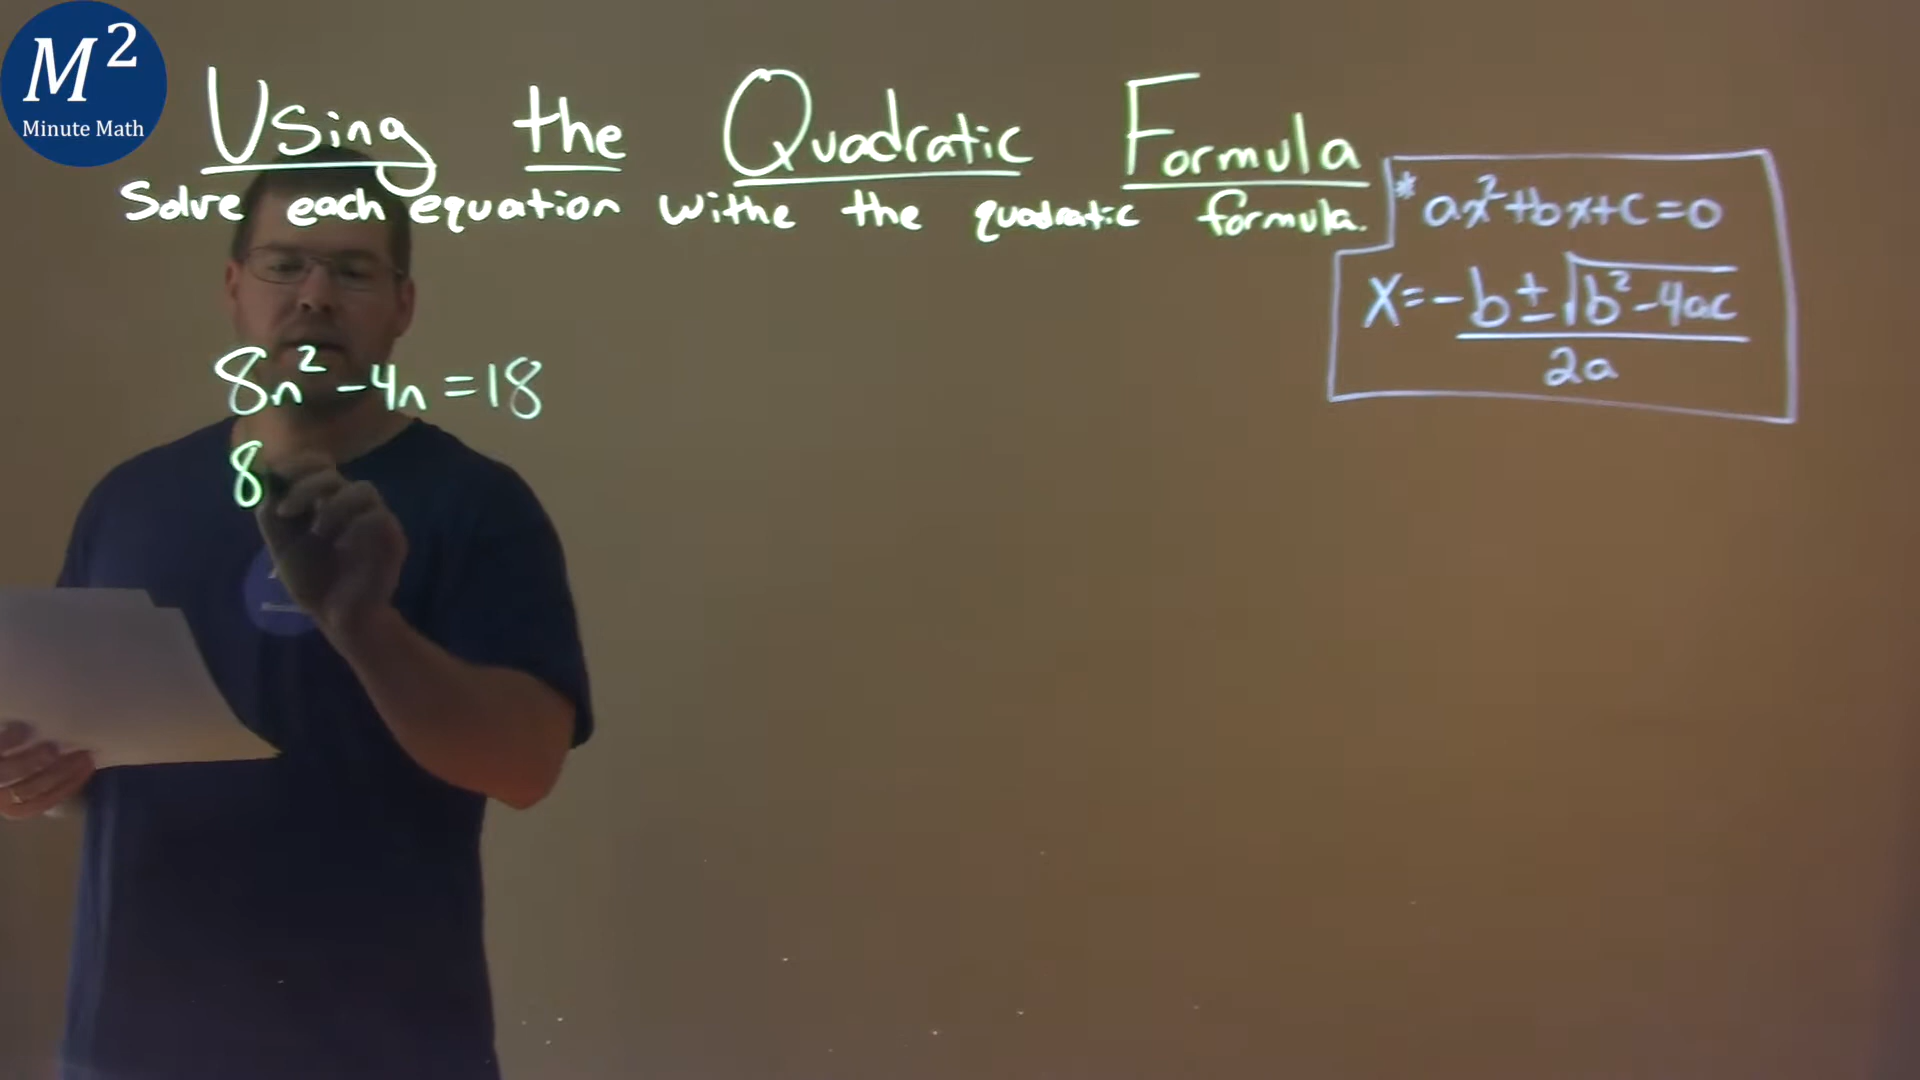 M²
Minute Math
Using the Quadratic Formula
Solve each equation withe the quadratic formula.
* ax²+bx+c=0
x=-b±√b²-4ac
2a
8n²-4n=18
8